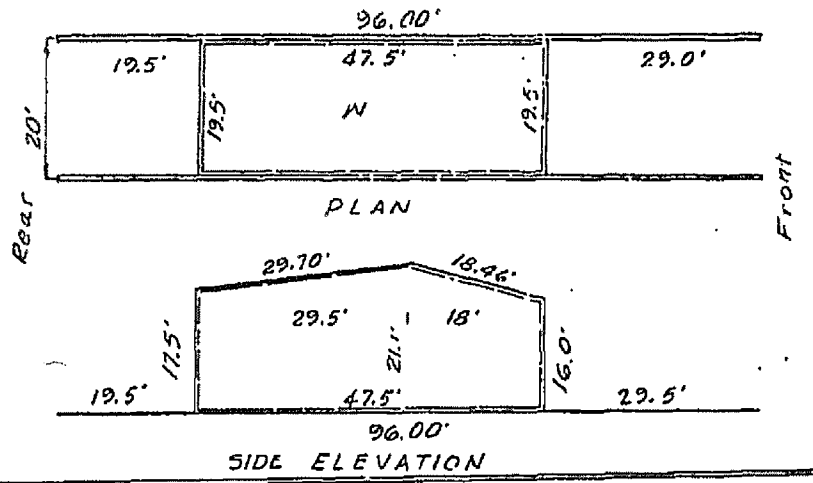 96.00'
19.5' 47.5' 29.0'
20' 19.5' N 19.5'
Rear Front
PLAN
29.70' 18.46'
29.5' 18'
17.5' 21.1' 16.0'
19.5' 47.5' 29.5'
96.00'
SIDE ELEVATION